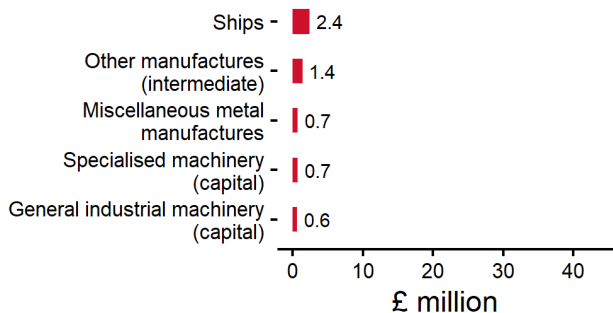 Ships 2.4
Other manufactures
(intermediate) 1.4
Miscellaneous metal
manufactures 0.7
Specialised machinery
(capital) 0.7
General industrial machinery
(capital) 0.6
0 10 20 30 40
£ million